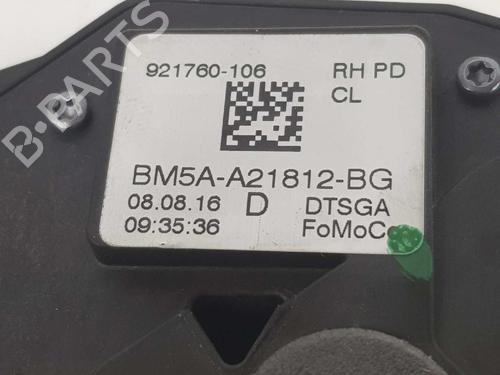 B-PARTS
921760-106 RH PD
CL
BM5A-A21812-BG
08.08.16 D DTSGA
09:35:36 FoMoCo